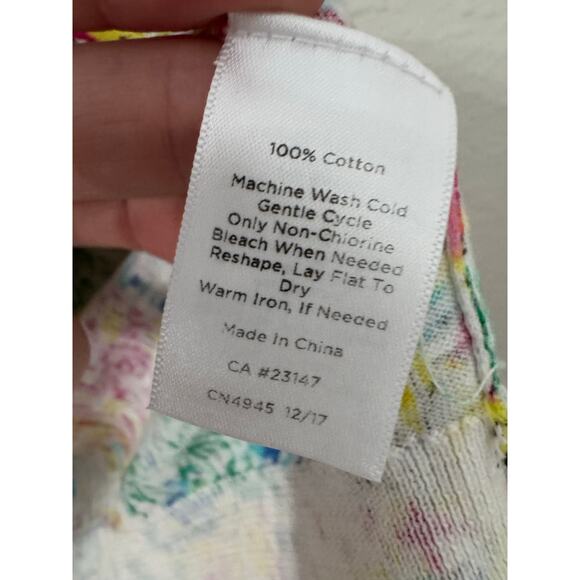 100% Cotton
Machine Wash Cold
Gentle Cycle
Only Non-Chlorine
Bleach When Needed
Reshape, Lay Flat To
Dry
Warm Iron, If Needed
Made In China
CA #23147
CN4945 12/17